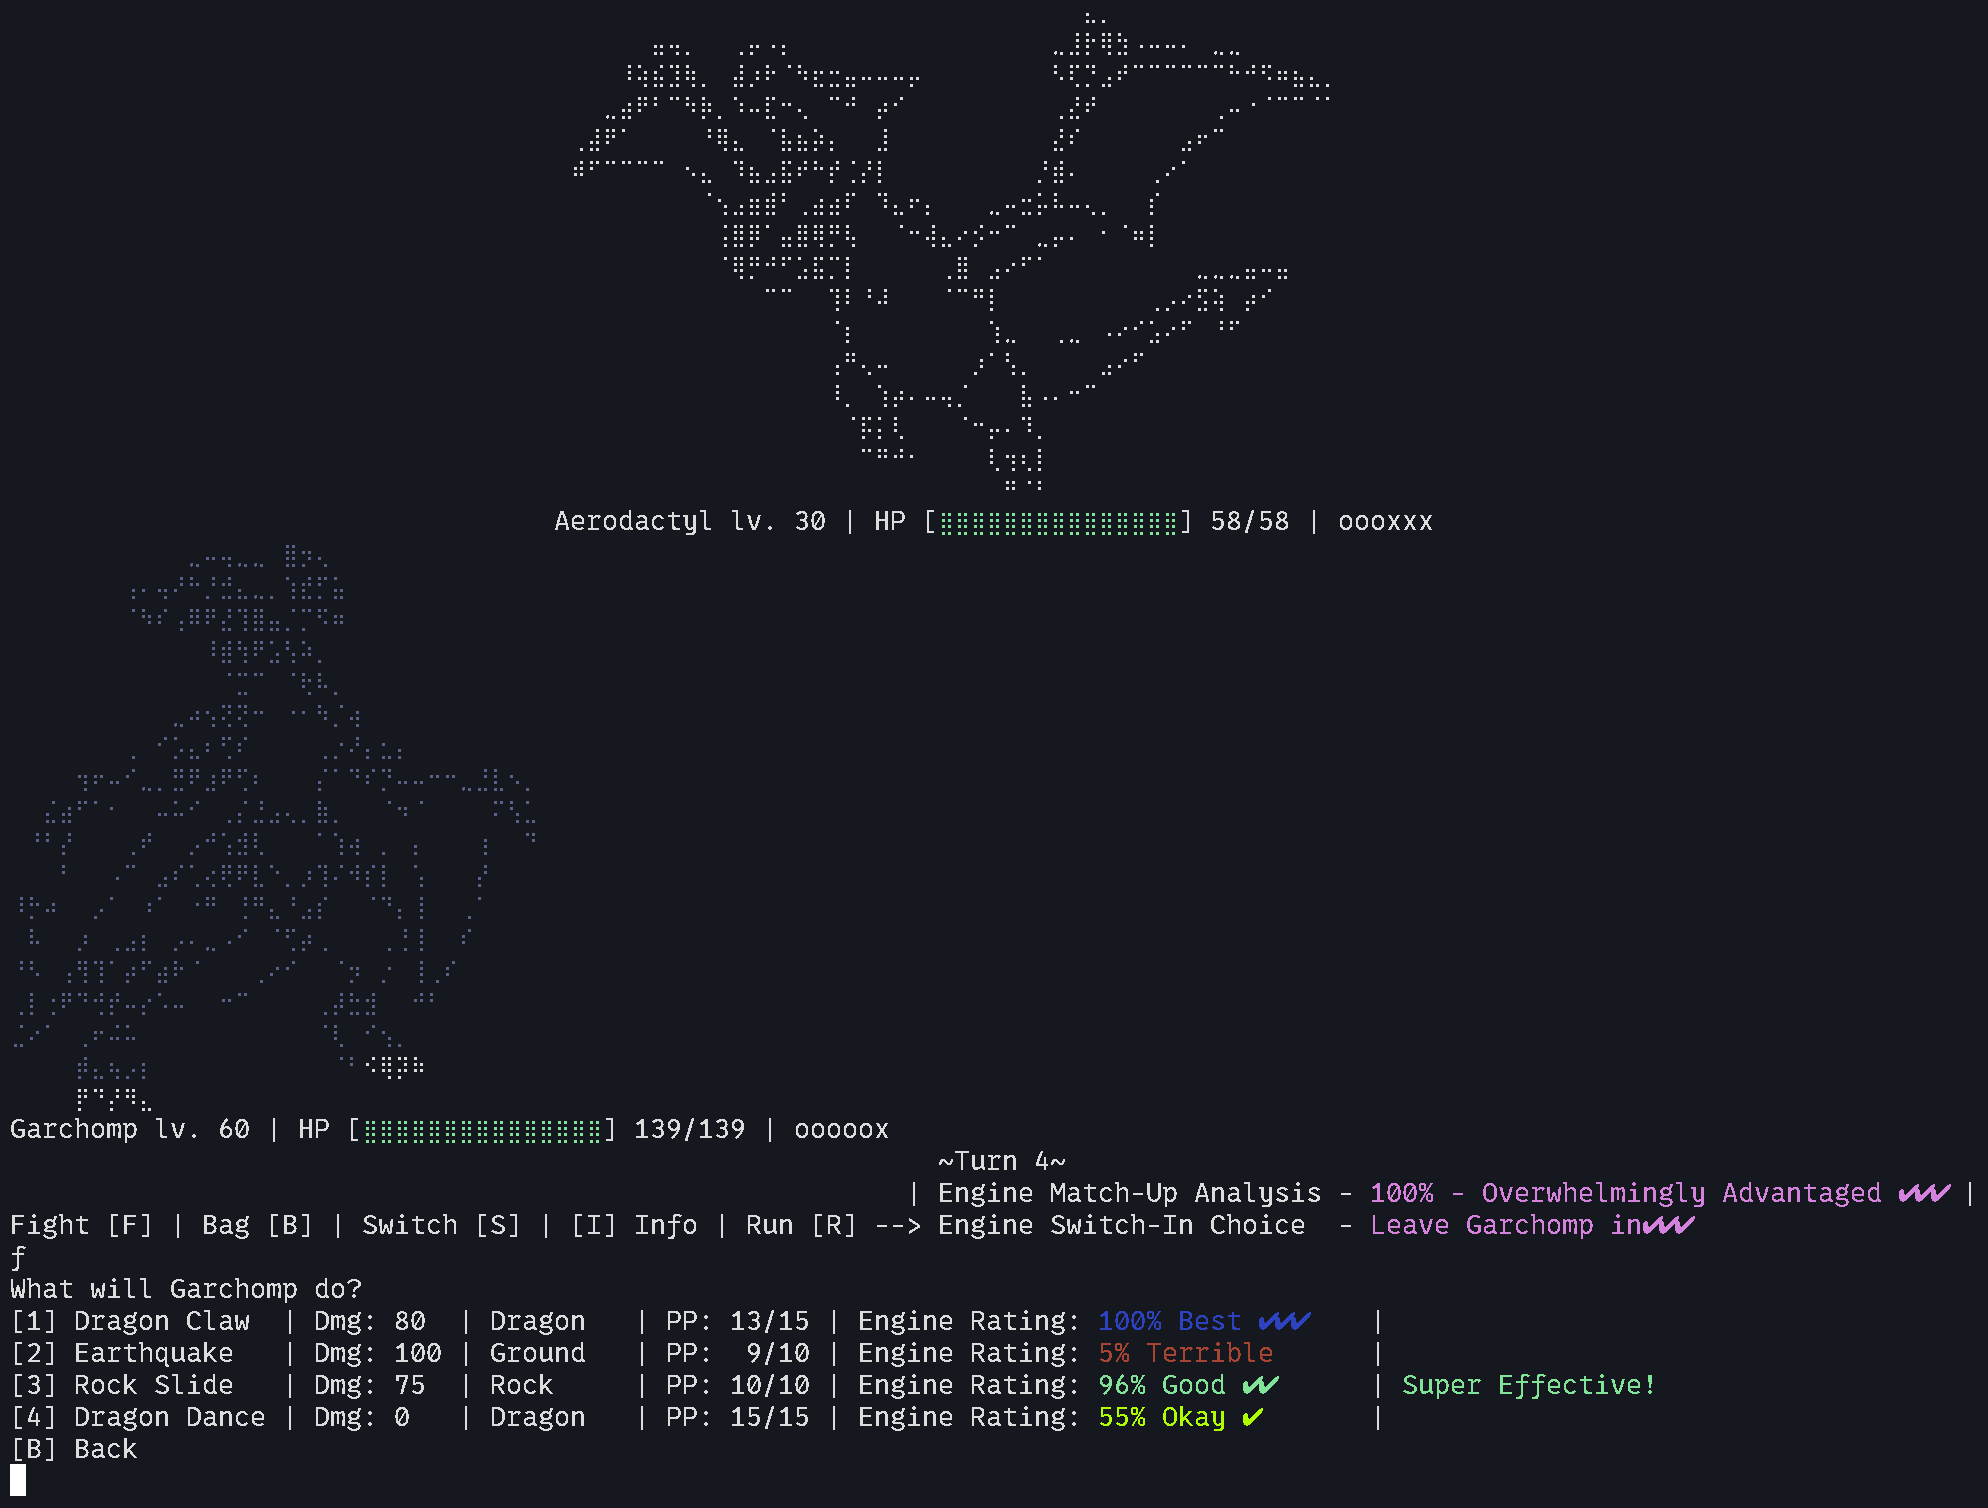 Aerodactyl lv. 30 | HP [⣿⣿⣿⣿⣿⣿⣿⣿⣿⣿⣿⣿⣿⣿⣿] 58/58 | oooxxx
Garchomp lv. 60 | HP [⣿⣿⣿⣿⣿⣿⣿⣿⣿⣿⣿⣿⣿⣿⣿] 139/139 | ooooox
~Turn 4~
| Engine Match-Up Analysis - 100% - Overwhelmingly Advantaged ✔✔✔ |
Fight [F] | Bag [B] | Switch [S] | [I] Info | Run [R] --> Engine Switch-In Choice - Leave Garchomp in✔✔✔
f
What will Garchomp do?
[1] Dragon Claw | Dmg: 80 | Dragon | PP: 13/15 | Engine Rating: 100% Best ✔✔✔ |
[2] Earthquake | Dmg: 100 | Ground | PP: 9/10 | Engine Rating: 5% Terrible |
[3] Rock Slide | Dmg: 75 | Rock | PP: 10/10 | Engine Rating: 96% Good ✔✔ | Super Effective!
[4] Dragon Dance | Dmg: 0 | Dragon | PP: 15/15 | Engine Rating: 55% Okay ✔ |
[B] Back